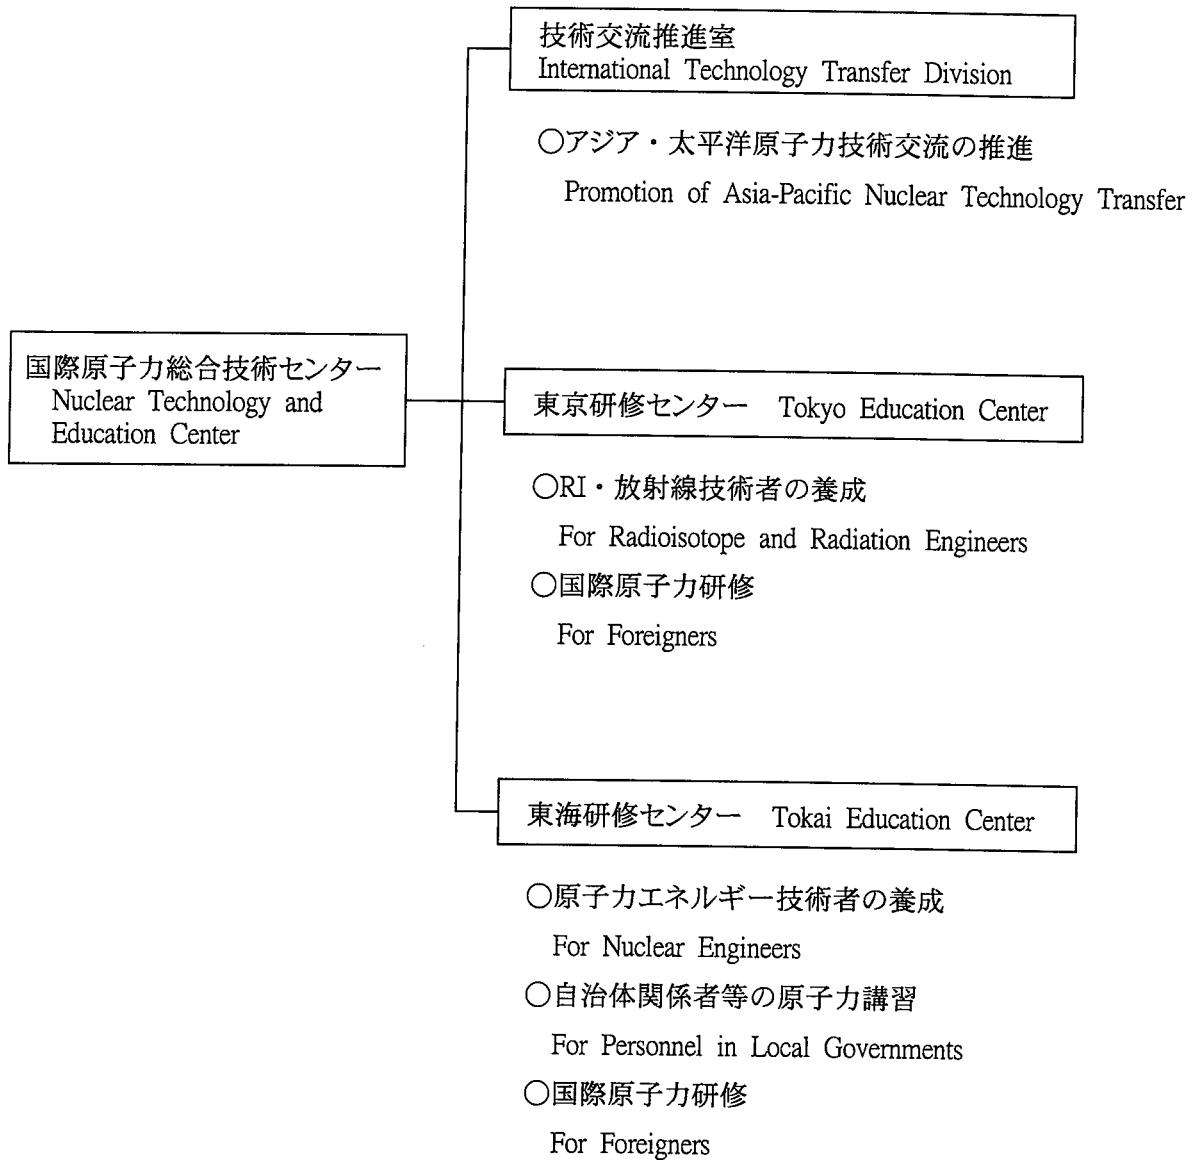 技術交流推進室
International Technology Transfer Division
○アジア・太平洋原子力技術交流の推進
Promotion of Asia-Pacific Nuclear Technology Transfer
国際原子力総合技術センター
Nuclear Technology and
Education Center
東京研修センター Tokyo Education Center
○RI・放射線技術者の養成
For Radioisotope and Radiation Engineers
○国際原子力研修
For Foreigners
東海研修センター Tokai Education Center
○原子力エネルギー技術者の養成
For Nuclear Engineers
○自治体関係者等の原子力講習
For Personnel in Local Governments
○国際原子力研修
For Foreigners